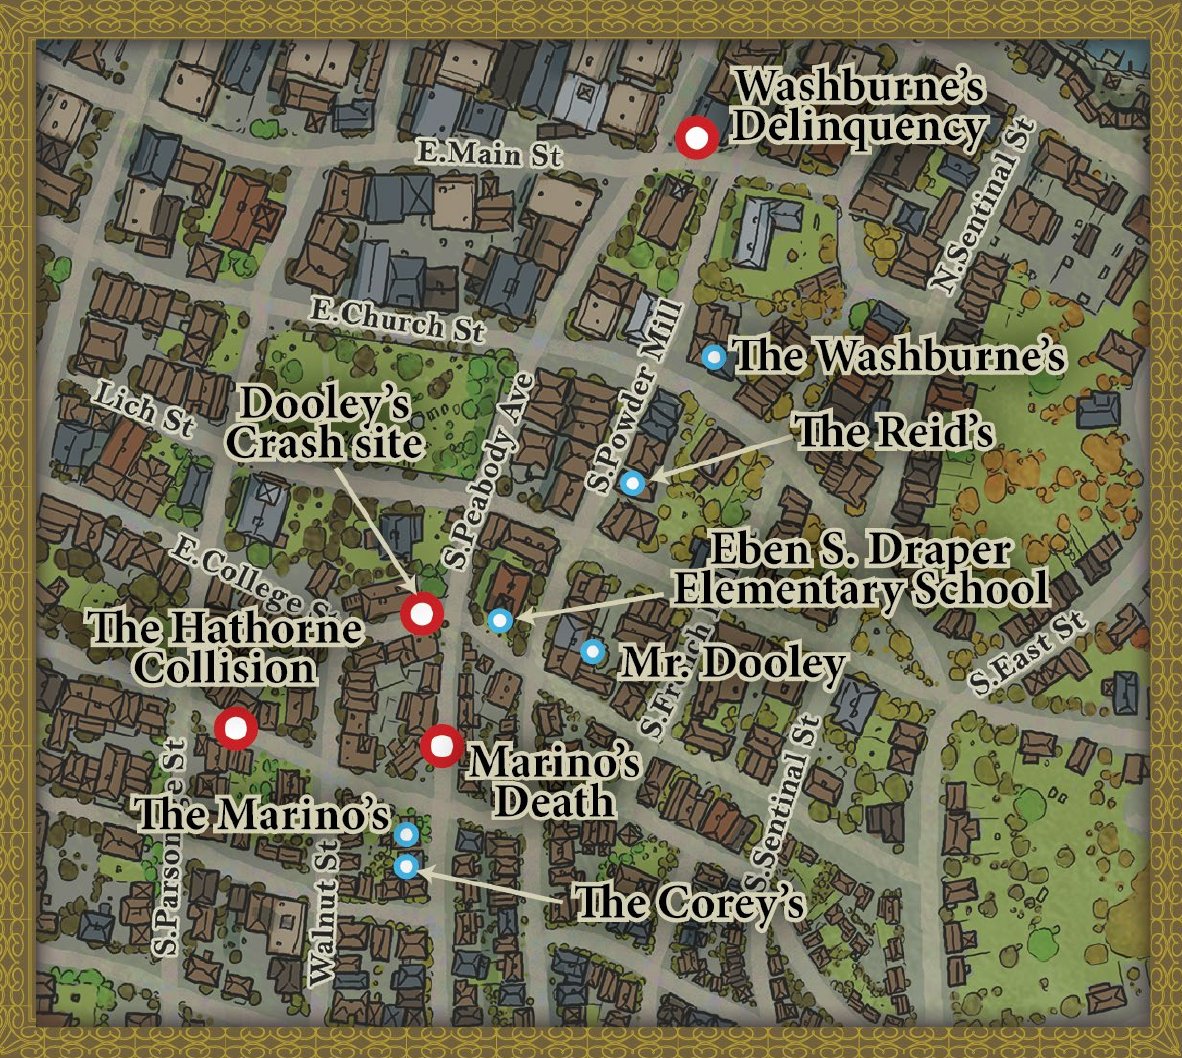 Washburne's
Delinquency
E.Main St
N.Sentinal St
E.Church St
S.Powder Mill
The Washburne's
Lich St
Dooley's
Crash site
S.Peabody Ave
The Reid's
E.College St
Eben S. Draper
Elementary School
The Hathorne
Collision
Mr. Dooley
S.East St
Marino's
Death
S.Sentinal St
The Marino's
Walnut St
The Corey's